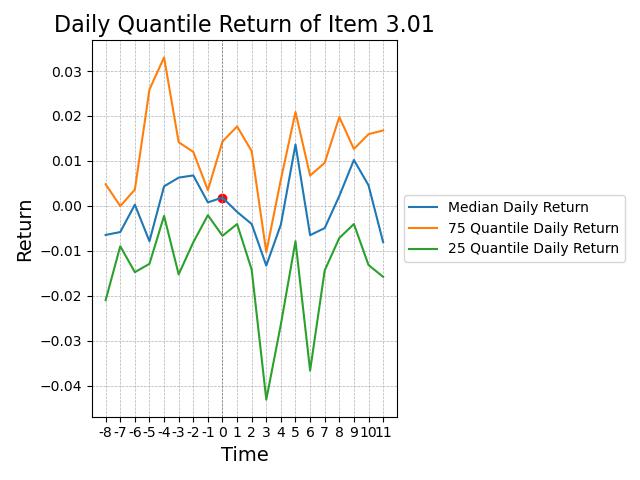 Daily Quantile Return of Item 3.01
Return
0.03
0.02
0.01
0.00
−0.01
−0.02
−0.03
−0.04
-8 -7 -6 -5 -4 -3 -2 -1 0 1 2 3 4 5 6 7 8 9 10 11
Time
Median Daily Return
75 Quantile Daily Return
25 Quantile Daily Return